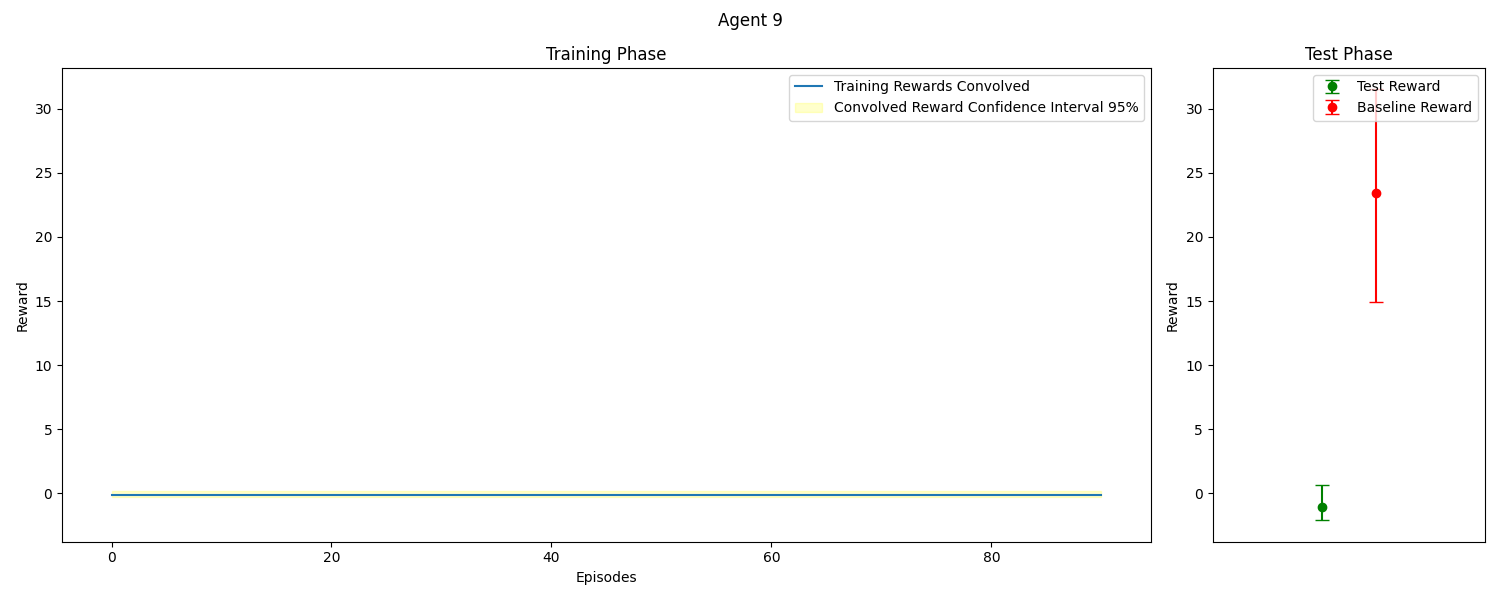 Agent 9
Training Phase
Training Rewards Convolved
Convolved Reward Confidence Interval 95%
Reward
30
25
20
15
10
5
0
0 20 40 60 80
Episodes
Test Phase
Test Reward
Baseline Reward
Reward
30
25
20
15
10
5
0